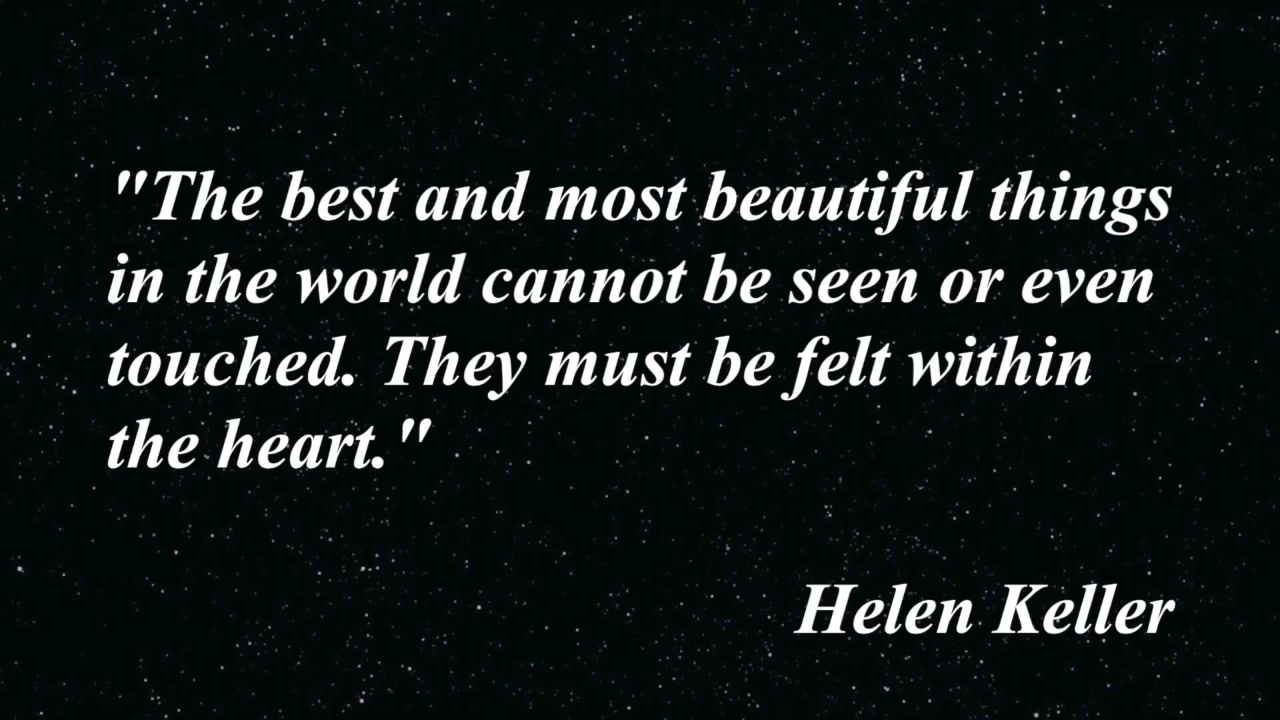 "The best and most beautiful things
in the world cannot be seen or even
touched. They must be felt within
the heart."
Helen Keller